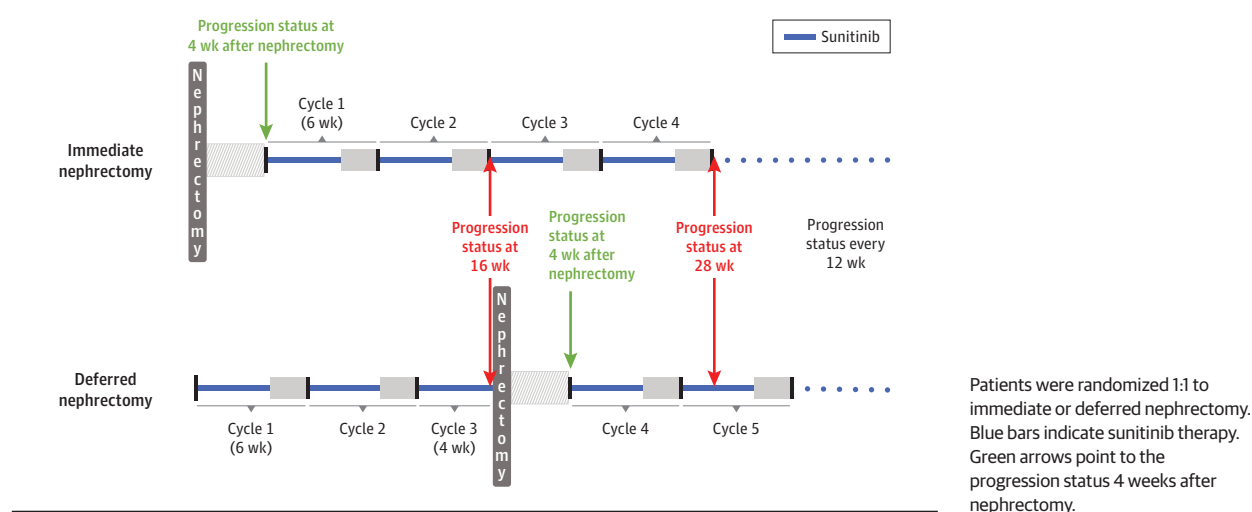 Progression status at
4 wk after nephrectomy
Sunitinib
Nephrectomy
Cycle 1
(6 wk)
Cycle 2
Cycle 3
Cycle 4
Immediate
nephrectomy
Progression
status at
16 wk
Progression
status at
4 wk after
nephrectomy
Progression
status at
28 wk
Progression
status every
12 wk
Nephrectomy
Deferred
nephrectomy
Cycle 1
(6 wk)
Cycle 2
Cycle 3
(4 wk)
Cycle 4
Cycle 5
Patients were randomized 1:1 to
immediate or deferred nephrectomy.
Blue bars indicate sunitinib therapy.
Green arrows point to the
progression status 4 weeks after
nephrectomy.